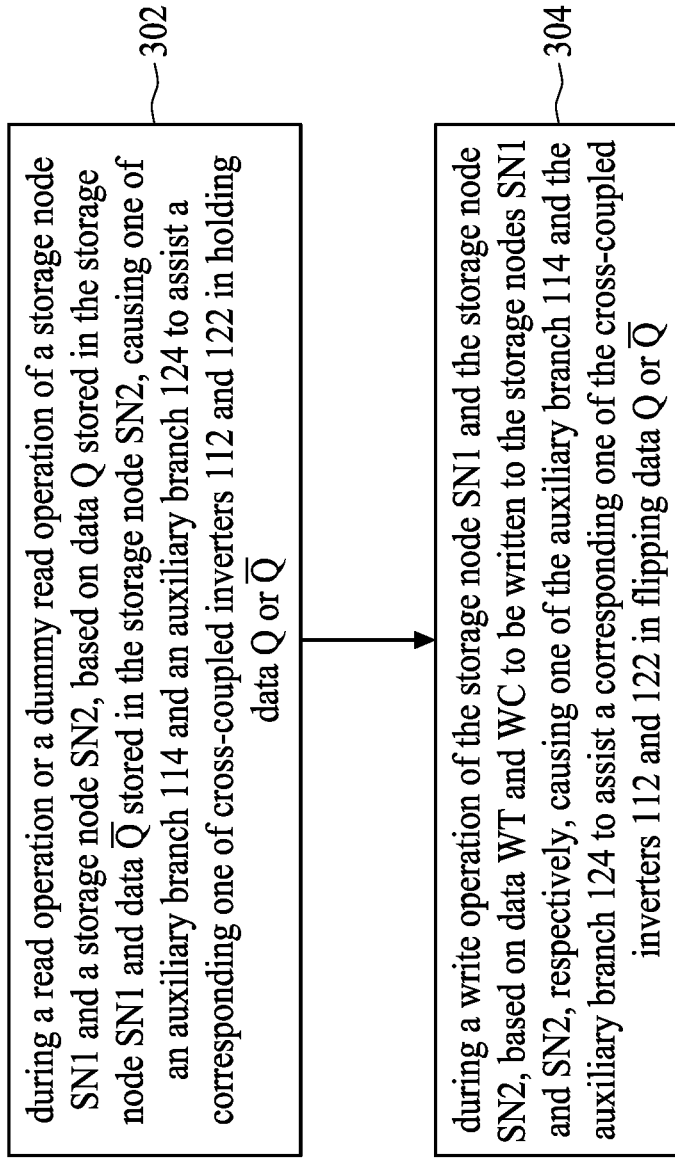 during a read operation or a dummy read operation of a storage node
SN1 and a storage node SN2, based on data Q stored in the storage
node SN1 and data Q̅ stored in the storage node SN2, causing one of
an auxiliary branch 114 and an auxiliary branch 124 to assist a
corresponding one of cross-coupled inverters 112 and 122 in holding
data Q or Q̅
302
during a write operation of the storage node SN1 and the storage node
SN2, based on data WT and WC to be written to the storage nodes SN1
and SN2, respectively, causing one of the auxiliary branch 114 and the
auxiliary branch 124 to assist a corresponding one of the cross-coupled
inverters 112 and 122 in flipping data Q or Q̅
304